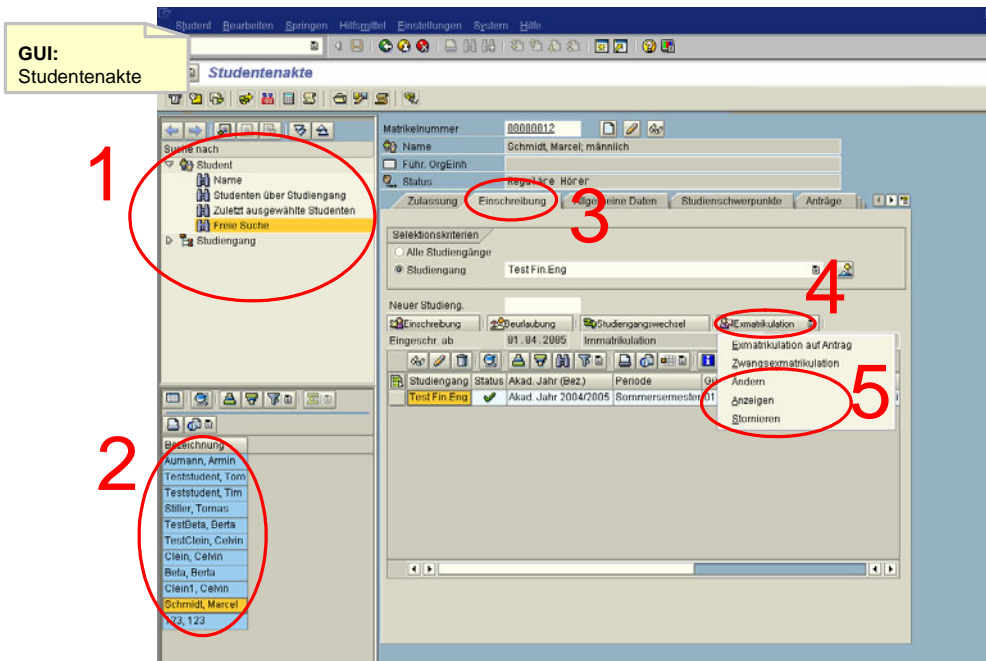 Student Bearbeiten Springen Hilfsmittel Einstellungen System Hilfe
GUI:
Studentenakte
Studentenakte
1
Suche nach
Student
Name
Studenten über Studiengang
Zuletzt ausgewählte Studenten
Freie Suche
Studiengang
Matrikelnummer 00000012
Name Schmidt, Marcel; männlich
Führ. OrgEinh
Status Reguläre Hörer
Zulassung Einschreibung Allgemeine Daten Studienschwerpunkte Anträge
3
Selektionskriterien
Alle Studiengänge
Studiengang Test Fin.Eng
4
Neuer Studieng.
Einschreibung Beurlaubung Studiengangswechsel Exmatrikulation
Eingeschr. ab 01.04.2005 Immatrikulation
Studiengang Status Akad. Jahr (Bez.) Periode
Test Fin Eng Akad. Jahr 2004/2005 Sommersemester 01
Exmatrikulation auf Antrag
Zwangsexmatrikulation
Ändern
Anzeigen
Stornieren
5
2
Bezeichnung
Aumann, Armin
Teststudent, Tom
Teststudent, Tim
Stiller, Tomas
TestBeta, Berta
TestClein, Celvin
Clein, Celvin
Beta, Berta
Clein1, Celvin
Schmidt, Marcel
123, 123